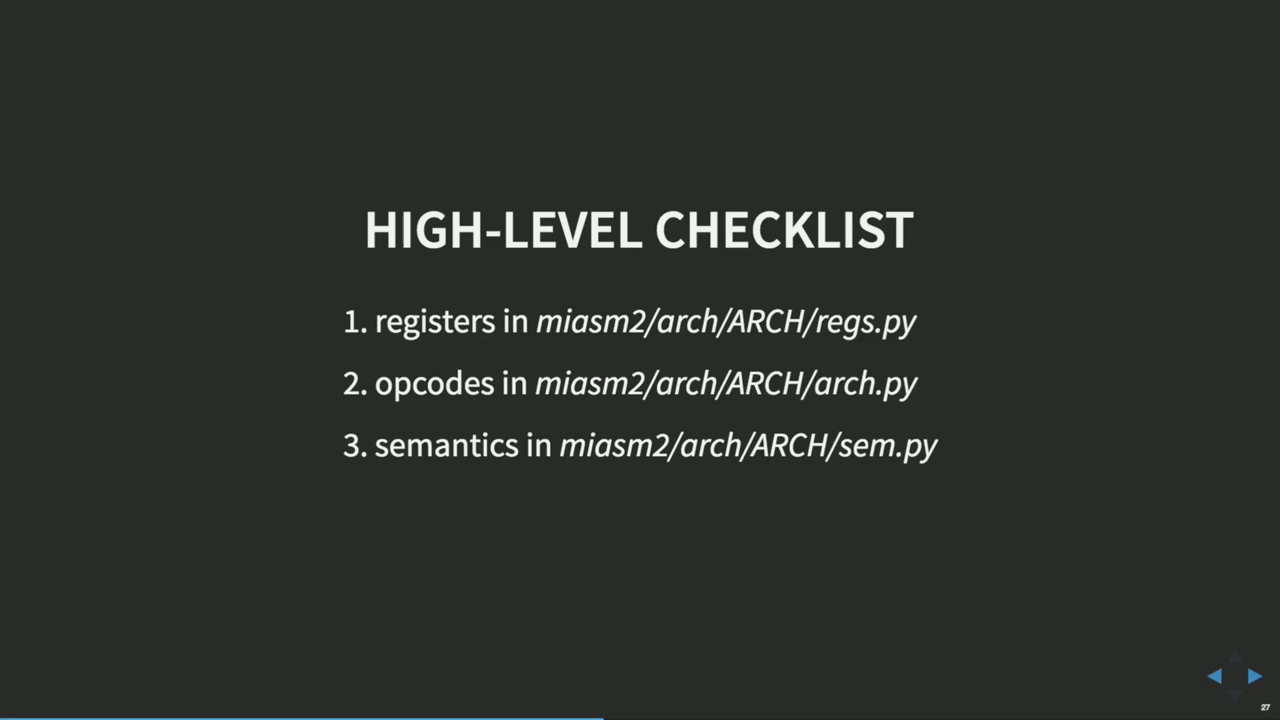 HIGH-LEVEL CHECKLIST
1. registers in miasm2/arch/ARCH/regs.py
2. opcodes in miasm2/arch/ARCH/arch.py
3. semantics in miasm2/arch/ARCH/sem.py
27